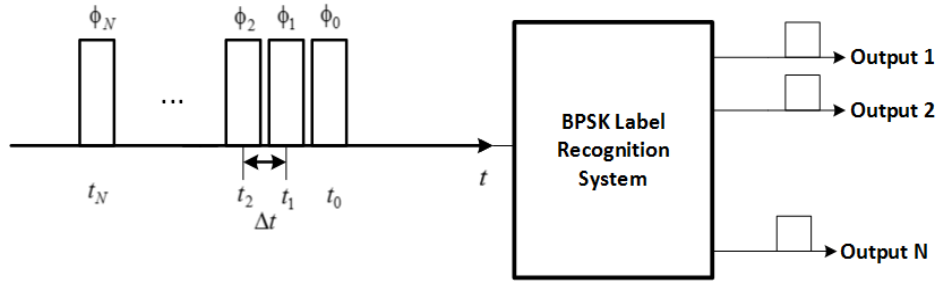 ϕN ϕ2 ϕ1 ϕ0
...
tN t2 t1 t0 t
Δt
BPSK Label
Recognition
System
Output 1
Output 2
Output N